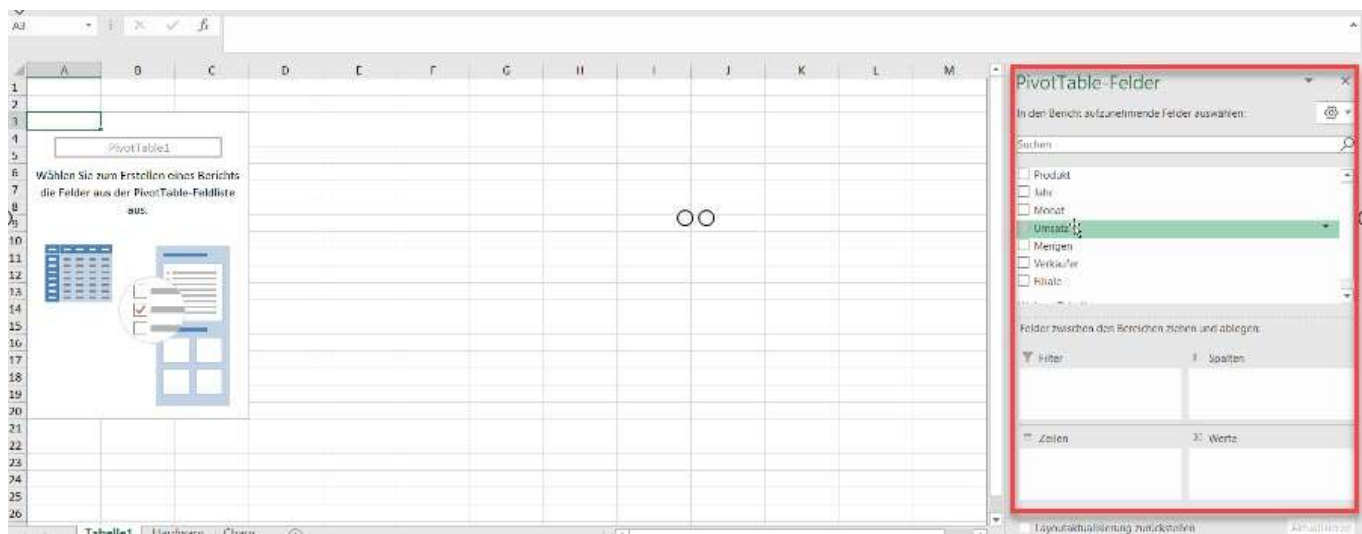 A3
fx
A B C D E F G H I J K L M
1
2
3
4
5
6
7
8
9
10
11
12
13
14
15
16
17
18
19
20
21
22
23
24
25
26
PivotTable1
Wählen Sie zum Erstellen eines Berichts
die Felder aus der PivotTable-Feldliste
aus.
Tabelle1 Hardware
PivotTable-Felder
In den Bericht aufzunehmende Felder auswählen:
Suchen
Produkt
Jahr
Monat
Umsatz
Mengen
Verkäufer
Filiale
Felder zwischen den Bereichen ziehen und ablegen:
Filter
Spalten
Zeilen
Σ Werte
Layoutaktualisierung zurückstellen